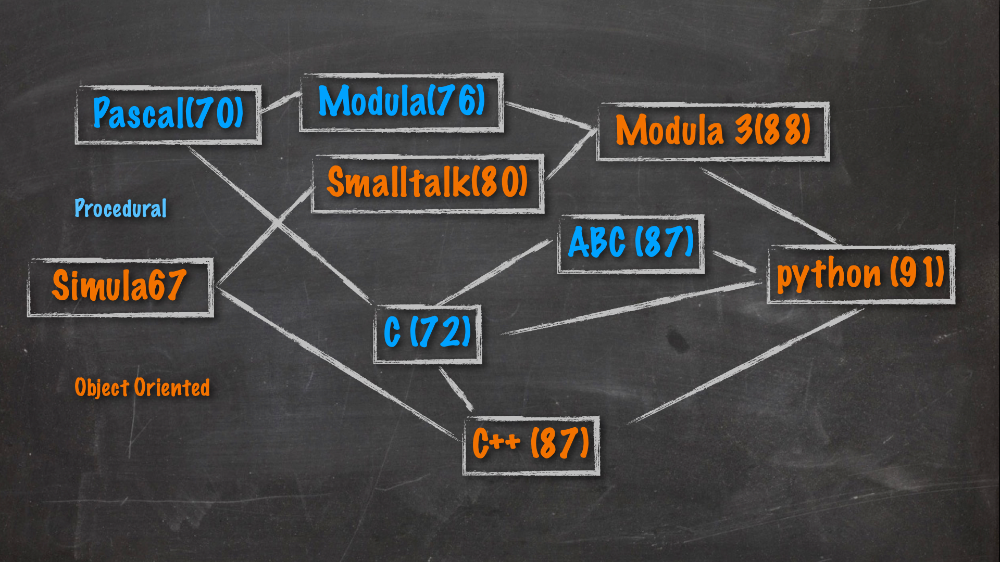 Pascal(70)
Modula(76)
Modula 3(88)
Smalltalk(80)
Procedural
ABC (87)
Simula67
python (91)
C (72)
Object Oriented
C++ (87)